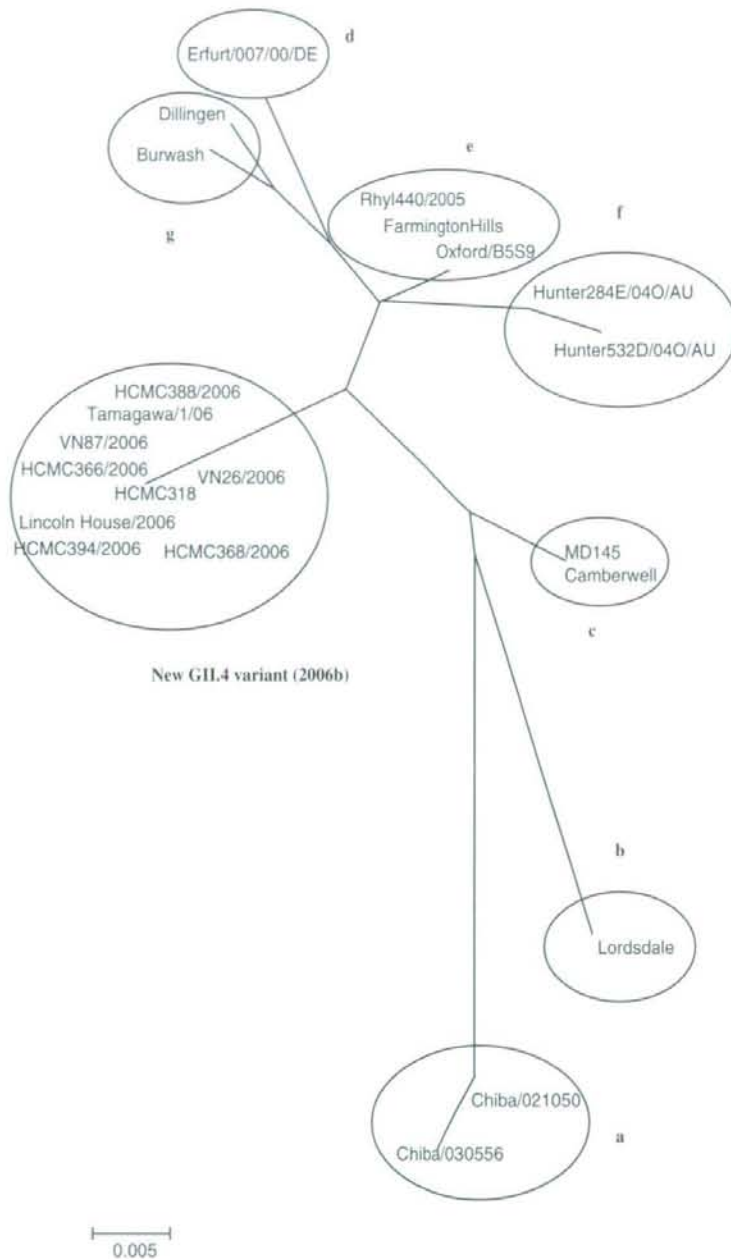 d
Erfurt/007/00/DE
Dillingen
Burwash
g
e
Rhyl440/2005
FarmingtonHills
Oxford/B5S9
f
Hunter284E/04O/AU
Hunter532D/04O/AU
HCMC388/2006
Tamagawa/1/06
VN87/2006
HCMC366/2006
VN26/2006
HCMC318
Lincoln House/2006
HCMC394/2006
HCMC368/2006
New GII.4 variant (2006b)
MD145
Camberwell
c
b
Lordsdale
Chiba/021050
Chiba/030556
a
0.005